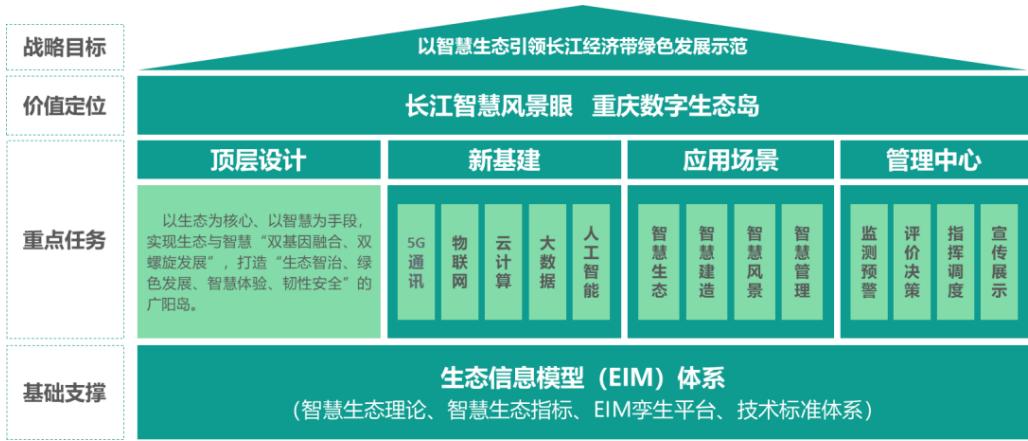 战略目标
以智慧生态引领长江经济带绿色发展示范
价值定位
长江智慧风景眼 重庆数字生态岛
重点任务
顶层设计
以生态为核心、以智慧为手段，
实现生态与智慧“双基因融合、双
螺旋发展”，打造“生态智治、绿
色发展、智慧体验、韧性安全”的
广阳岛。
新基建
5G通讯
物联网
云计算
大数据
人工智能
应用场景
智慧生态
智慧建造
智慧风景
智慧管理
管理中心
监测预警
评价决策
指挥调度
宣传展示
基础支撑
生态信息模型（EIM）体系
（智慧生态理论、智慧生态指标、EIM孪生平台、技术标准体系）